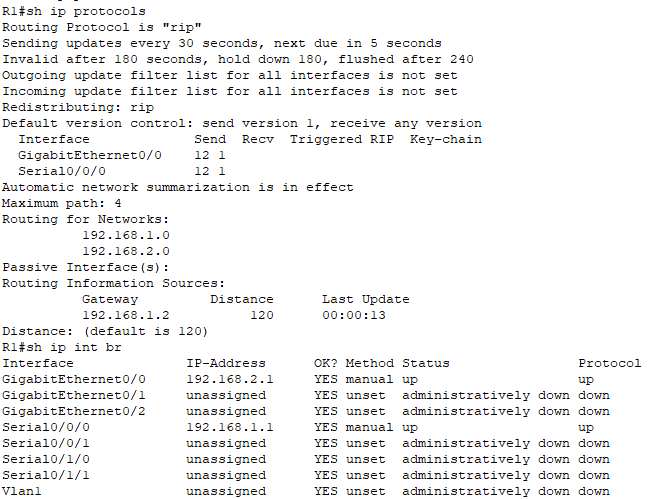 R1#sh ip protocols
Routing Protocol is "rip"
Sending updates every 30 seconds, next due in 5 seconds
Invalid after 180 seconds, hold down 180, flushed after 240
Outgoing update filter list for all interfaces is not set
Incoming update filter list for all interfaces is not set
Redistributing: rip
Default version control: send version 1, receive any version
  Interface             Send  Recv  Triggered RIP  Key-chain
  GigabitEthernet0/0    12 1
  Serial0/0/0           12 1
Automatic network summarization is in effect
Maximum path: 4
Routing for Networks:
          192.168.1.0
          192.168.2.0
Passive Interface(s):
Routing Information Sources:
          Gateway         Distance      Last Update
          192.168.1.2          120      00:00:13
Distance: (default is 120)
R1#sh ip int br
Interface              IP-Address      OK? Method Status                Protocol
GigabitEthernet0/0     192.168.2.1     YES manual up                    up
GigabitEthernet0/1     unassigned      YES unset  administratively down down
GigabitEthernet0/2     unassigned      YES unset  administratively down down
Serial0/0/0            192.168.1.1     YES manual up                    up
Serial0/0/1            unassigned      YES unset  administratively down down
Serial0/1/0            unassigned      YES unset  administratively down down
Serial0/1/1            unassigned      YES unset  administratively down down
Vlan1                  unassigned      YES unset  administratively down down